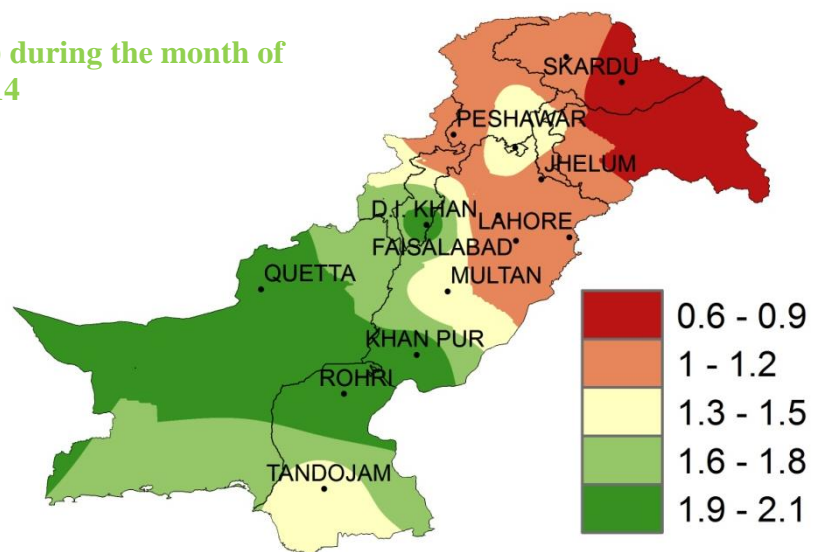 during the month of
4
SKARDU
PESHAWAR
JHELUM
D.I. KHAN
LAHORE
FAISALABAD
QUETTA
MULTAN
KHAN PUR
ROHRI
TANDOJAM
0.6 - 0.9
1 - 1.2
1.3 - 1.5
1.6 - 1.8
1.9 - 2.1